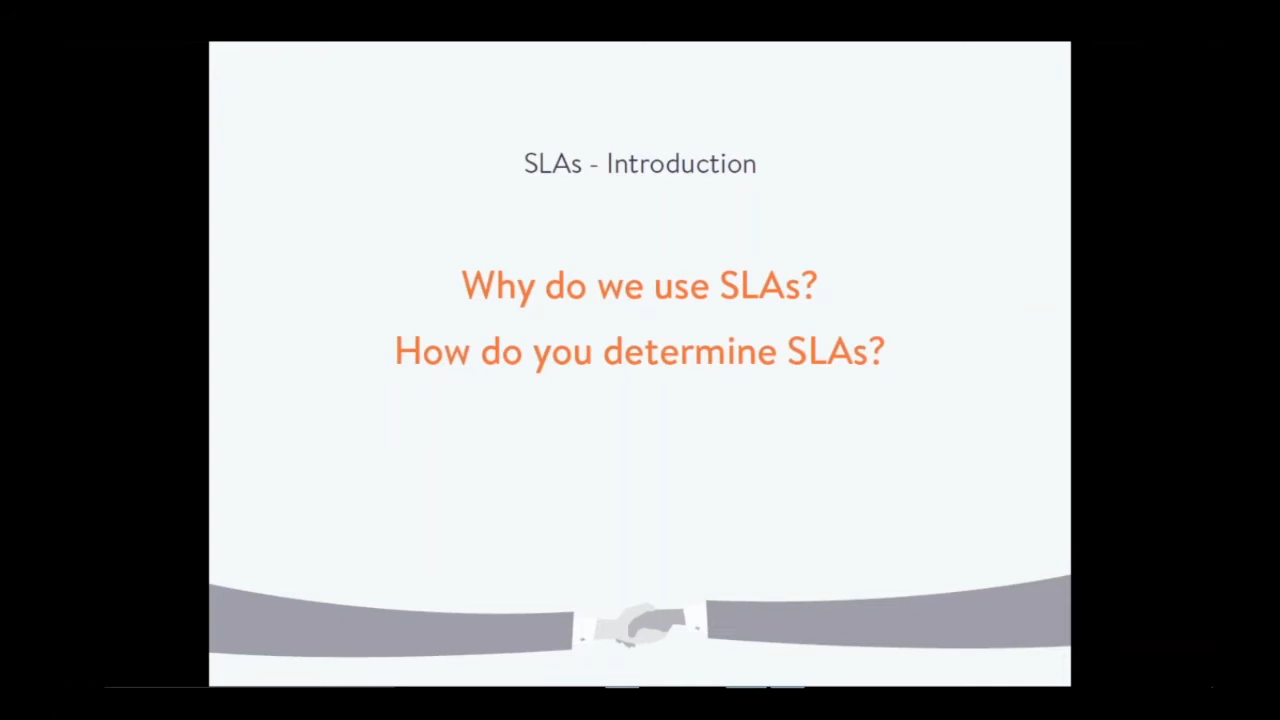 SLAs - Introduction
Why do we use SLAs?
How do you determine SLAs?